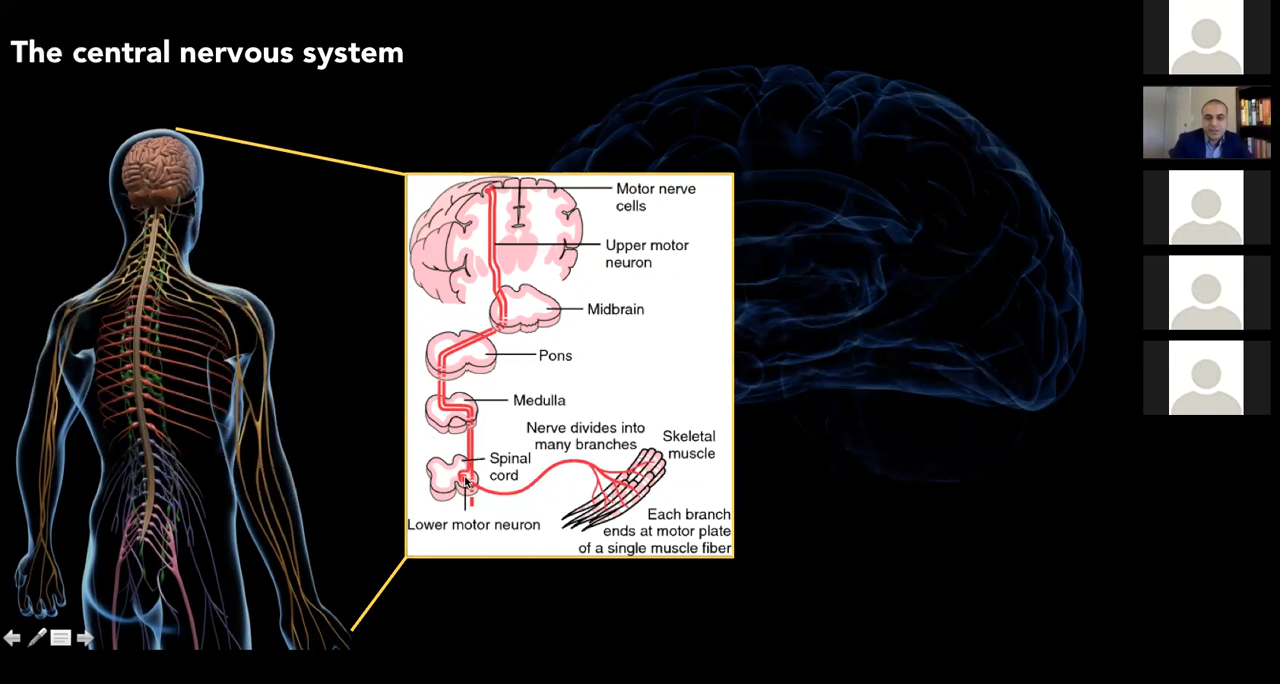 The central nervous system
Motor nerve
cells
Upper motor
neuron
Midbrain
Pons
Medulla
Nerve divides into
many branches
Skeletal
muscle
Spinal
cord
Lower motor neuron
Each branch
ends at motor plate
of a single muscle fiber